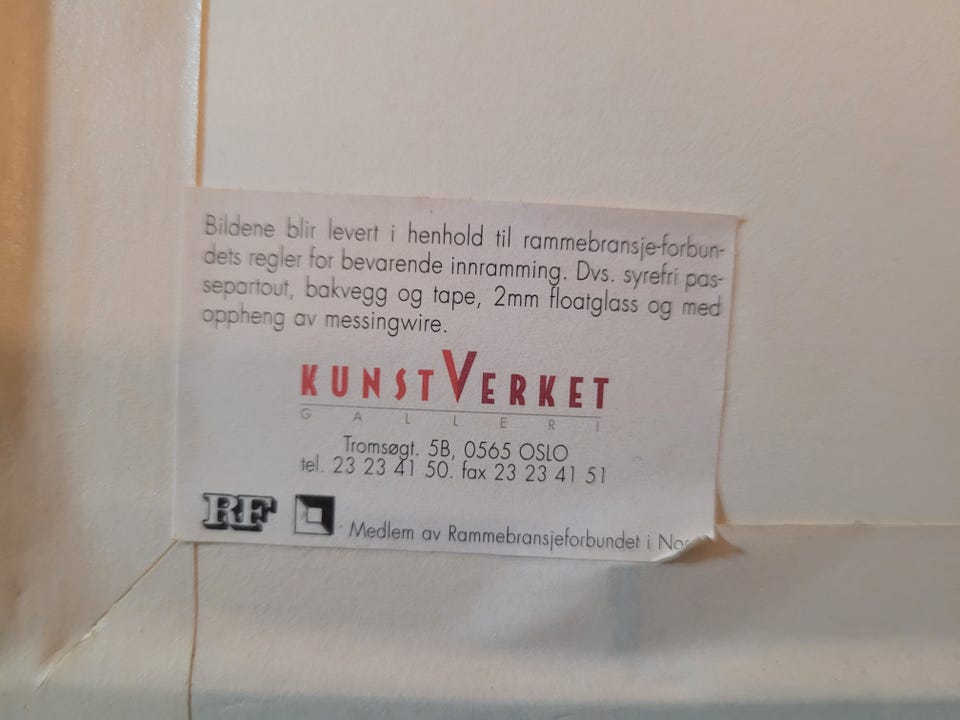 Bildene blir levert i henhold til rammebransje-forbun-
dets regler for bevarende innramming. Dvs. syrefri pas-
separtout, bakvegg og tape, 2mm floatglass og med
oppheng av messingwire.
KUNSTVERKET
GALLERI
Tromsøgt. 5B, 0565 OSLO
tel. 23 23 41 50. fax 23 23 41 51
RF
Medlem av Rammebransjeforbundet i